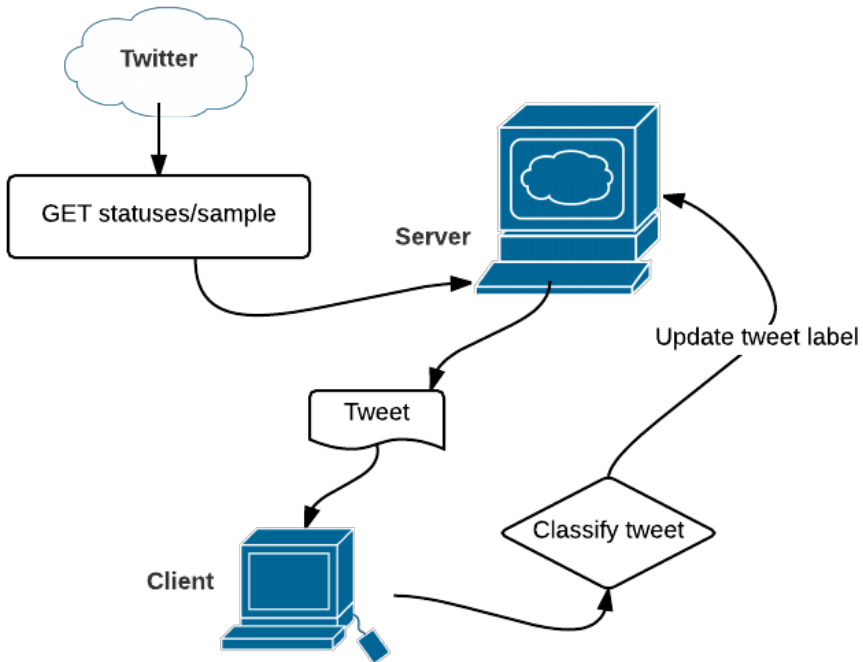 Twitter
GET statuses/sample
Server
Update tweet label
Tweet
Classify tweet
Client